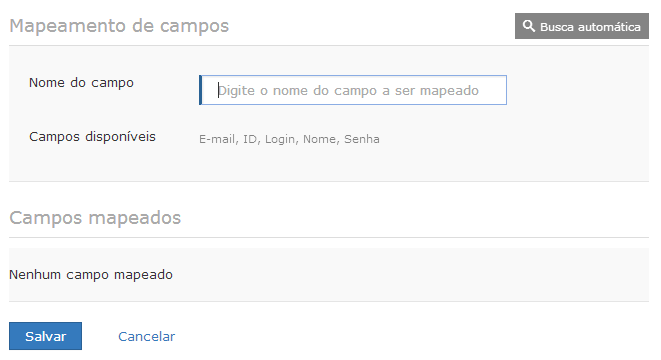 Mapeamento de campos
Busca automática
Nome do campo
Digite o nome do campo a ser mapeado
Campos disponíveis
E-mail, ID, Login, Nome, Senha
Campos mapeados
Nenhum campo mapeado
Salvar
Cancelar